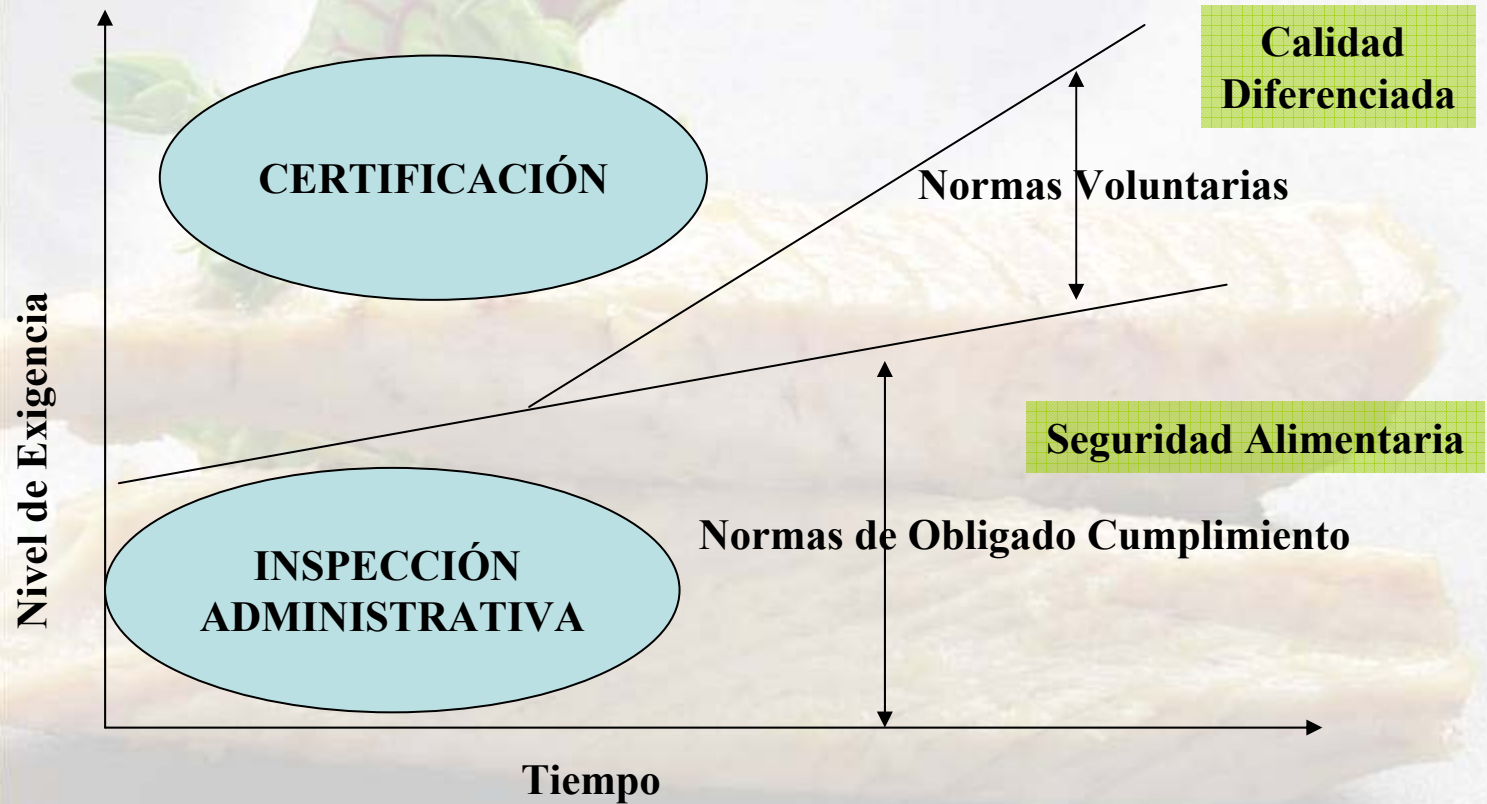 Calidad
Diferenciada
CERTIFICACIÓN
Normas Voluntarias
Nivel de Exigencia
Seguridad Alimentaria
Normas de Obligado Cumplimiento
INSPECCIÓN
ADMINISTRATIVA
Tiempo